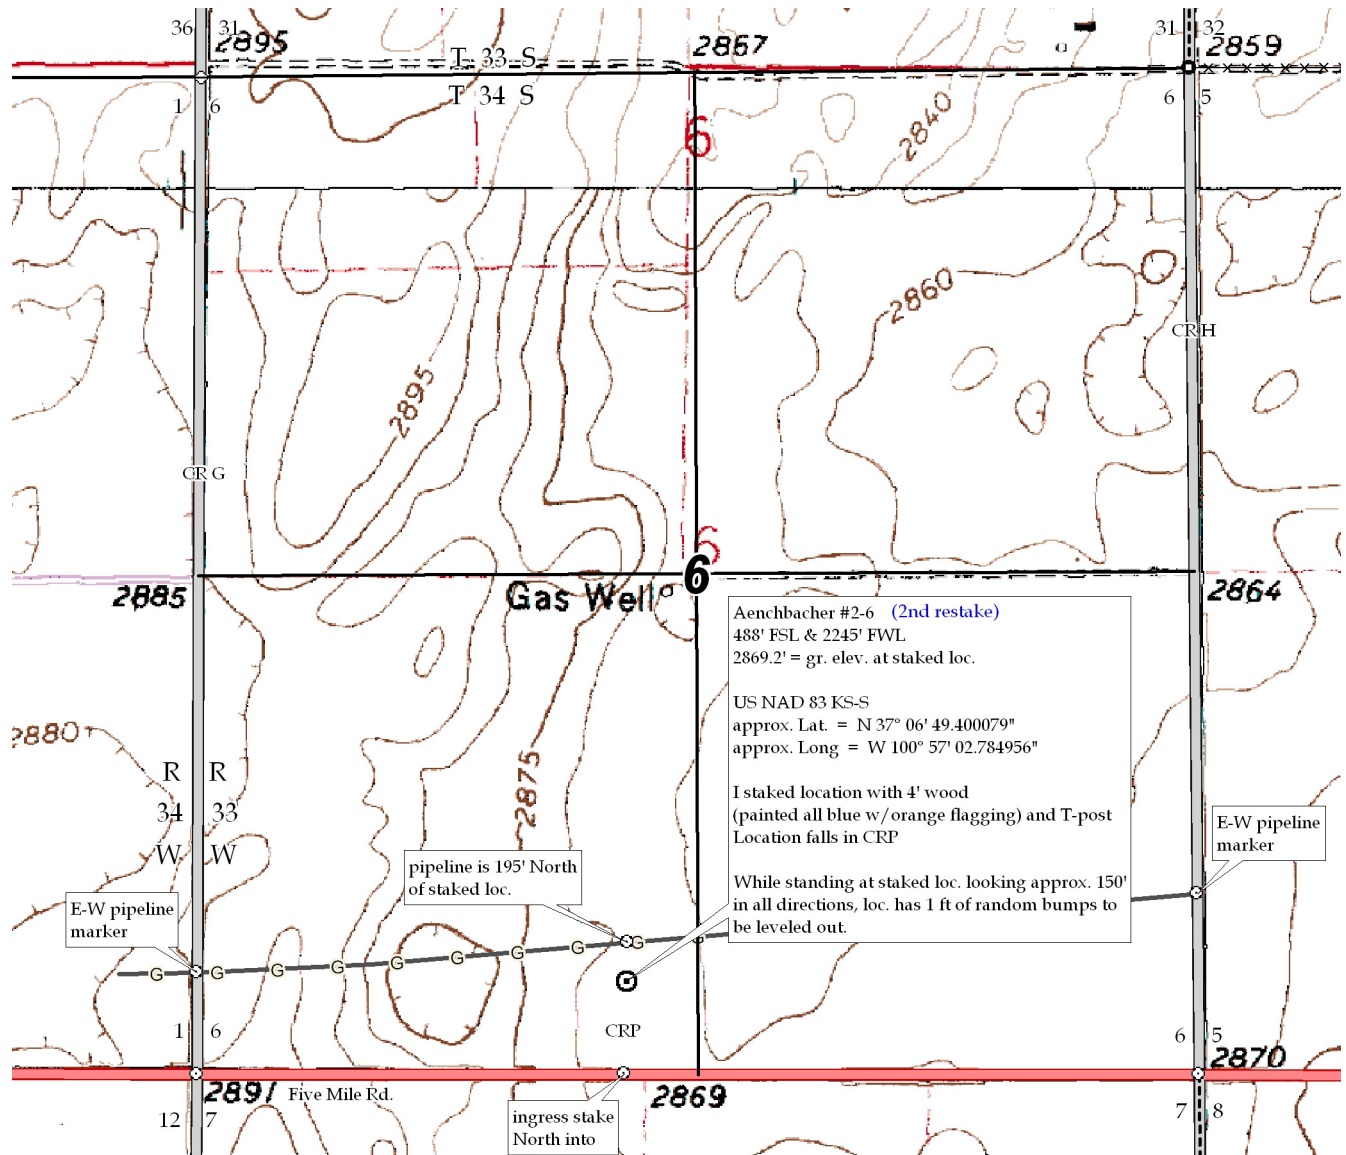 36 31
2895
T 33 S
2867
31 32
2859
T 34 S
1 6
6 5
6
2840
2860
CR H
2895
CR G
6
6
Gas Well
2885
2864
Aenchbacher #2-6 (2nd restake)
488' FSL & 2245' FWL
2869.2' = gr. elev. at staked loc.
US NAD 83 KS-S
approx. Lat. = N 37° 06' 49.400079"
approx. Long = W 100° 57' 02.784956"
I staked location with 4' wood
(painted all blue w/orange flagging) and T-post
Location falls in CRP
While standing at staked loc. looking approx. 150'
in all directions, loc. has 1 ft of random bumps to
be leveled out.
2880
R R
34 33
W W
2875
E-W pipeline
marker
pipeline is 195' North
of staked loc.
E-W pipeline
marker
G G G G G G G G G
1 6
CRP
6 5
2870
2891
Five Mile Rd.
2869
12 7
ingress stake
North into
7 8